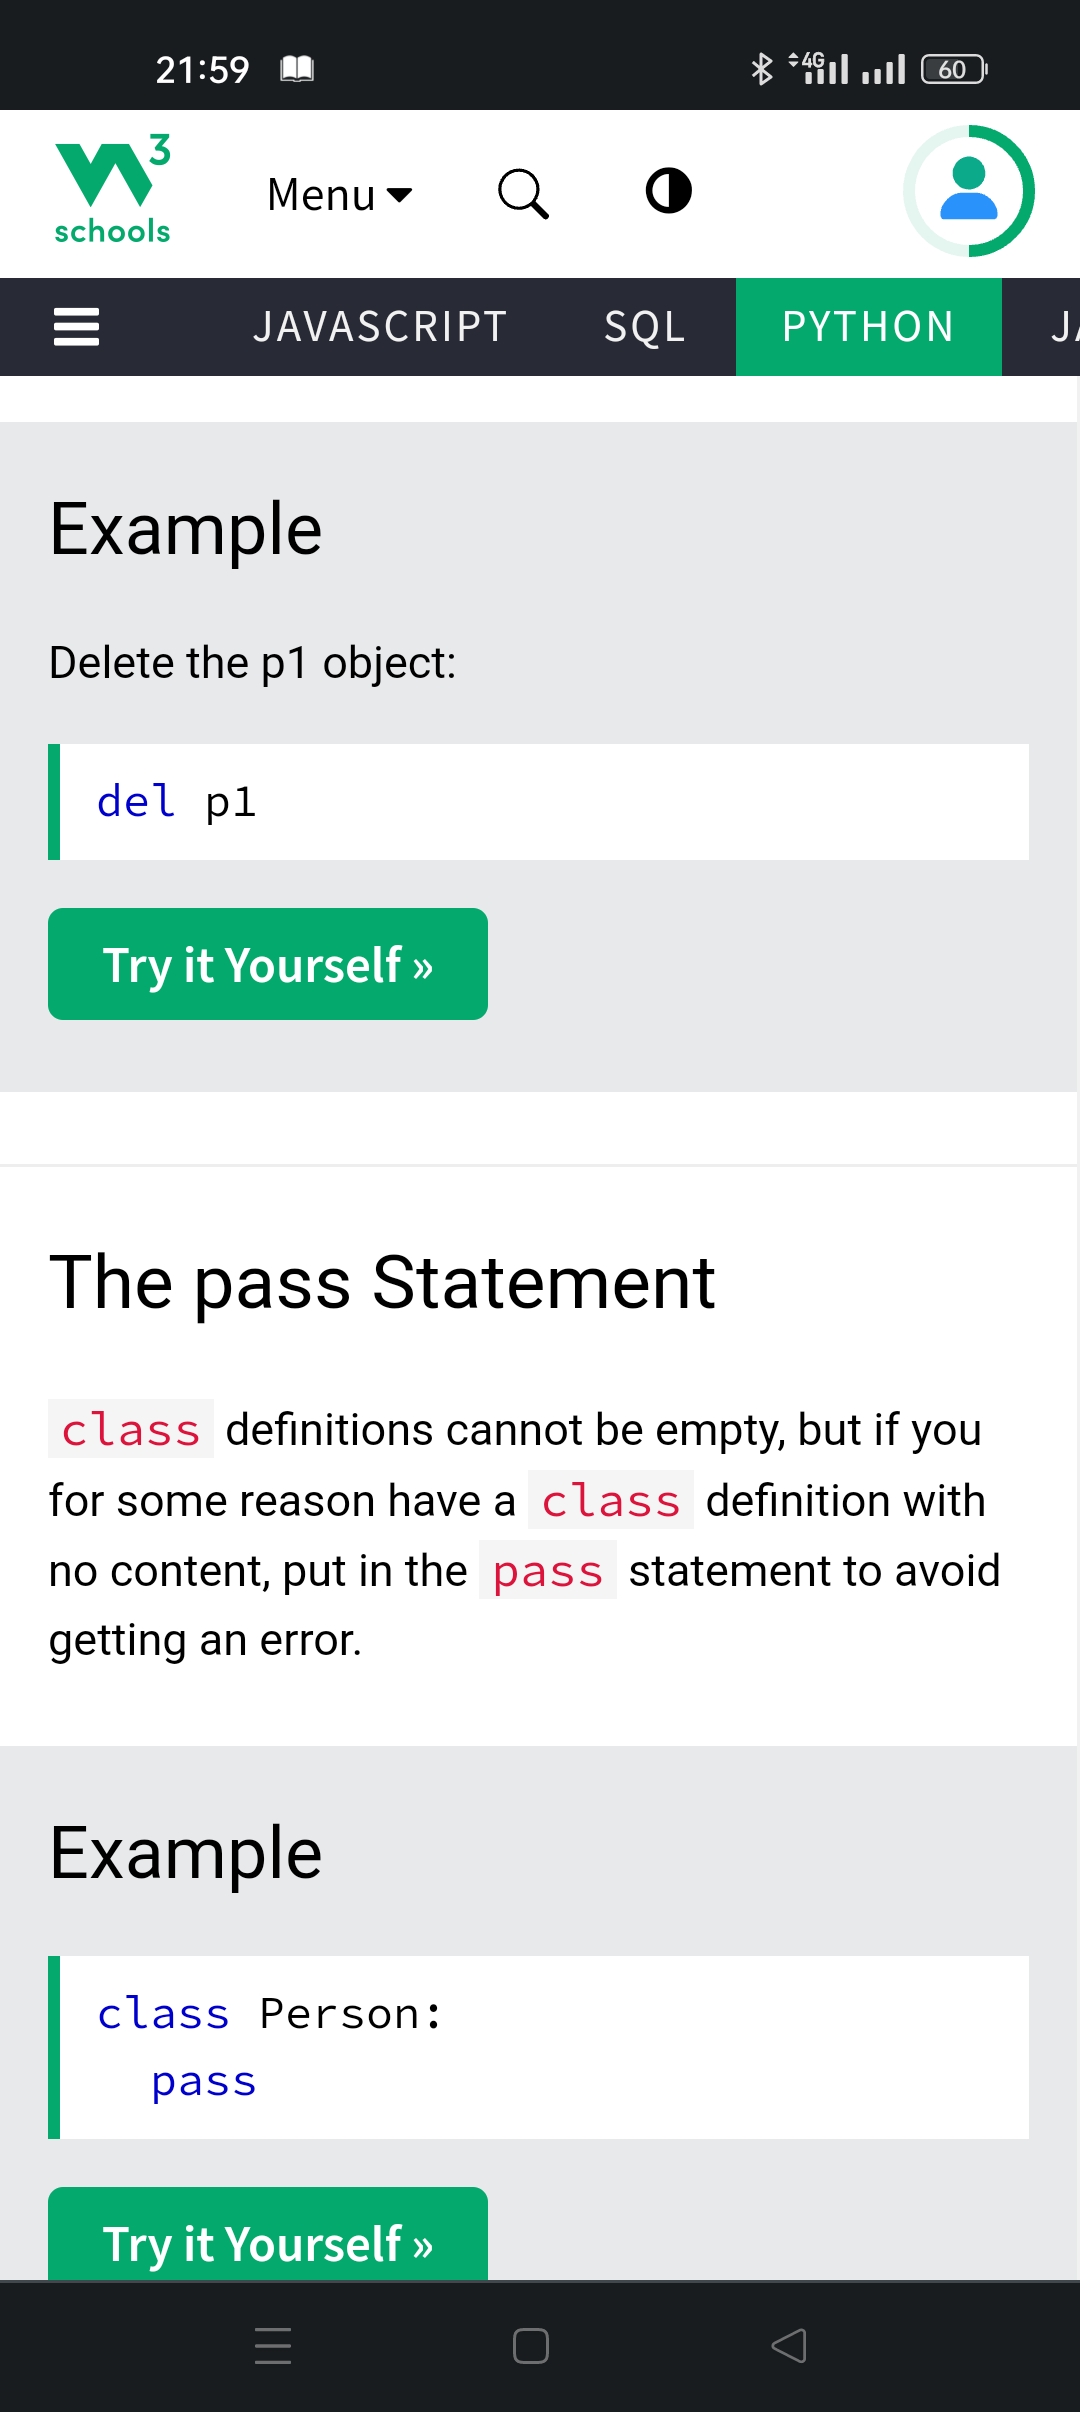 21:59
4G
60
3
schools
Menu
JAVASCRIPT SQL PYTHON
Example
Delete the p1 object:
del p1
Try it Yourself »
The pass Statement
class definitions cannot be empty, but if you
for some reason have a class definition with
no content, put in the pass statement to avoid
getting an error.
Example
class Person:
pass
Try it Yourself »